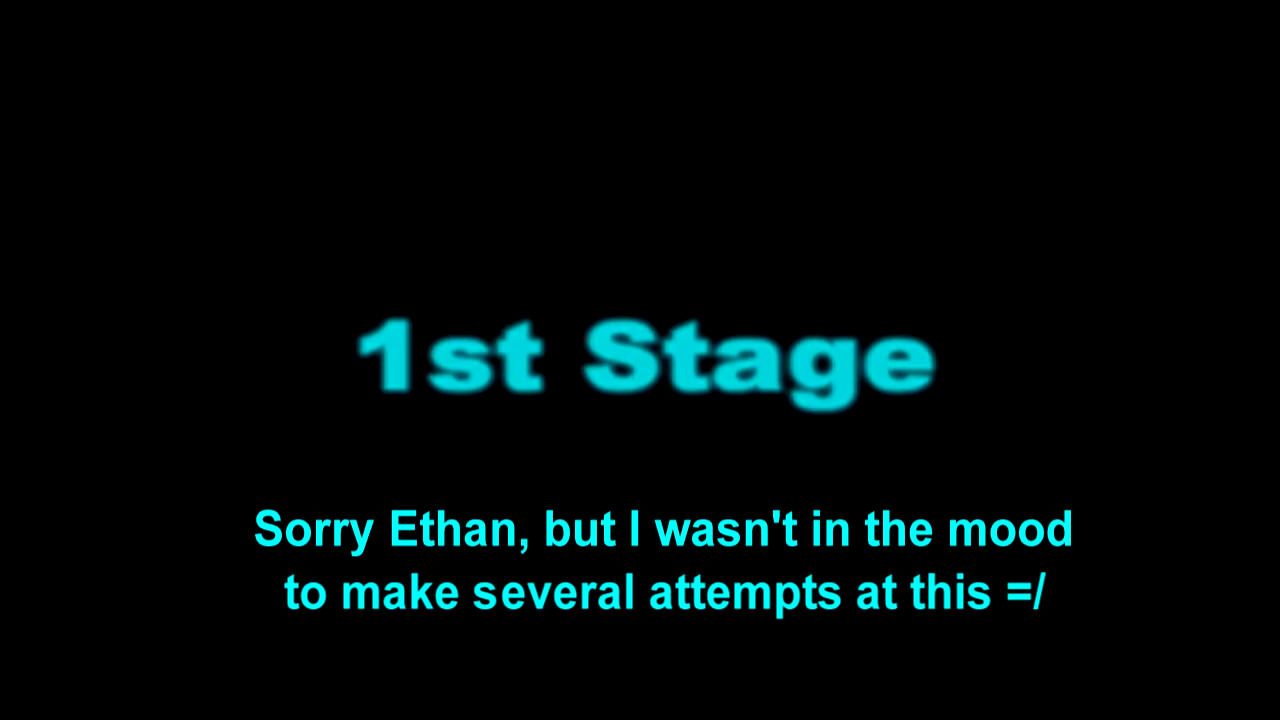 1st Stage
Sorry Ethan, but I wasn't in the mood
to make several attempts at this =/